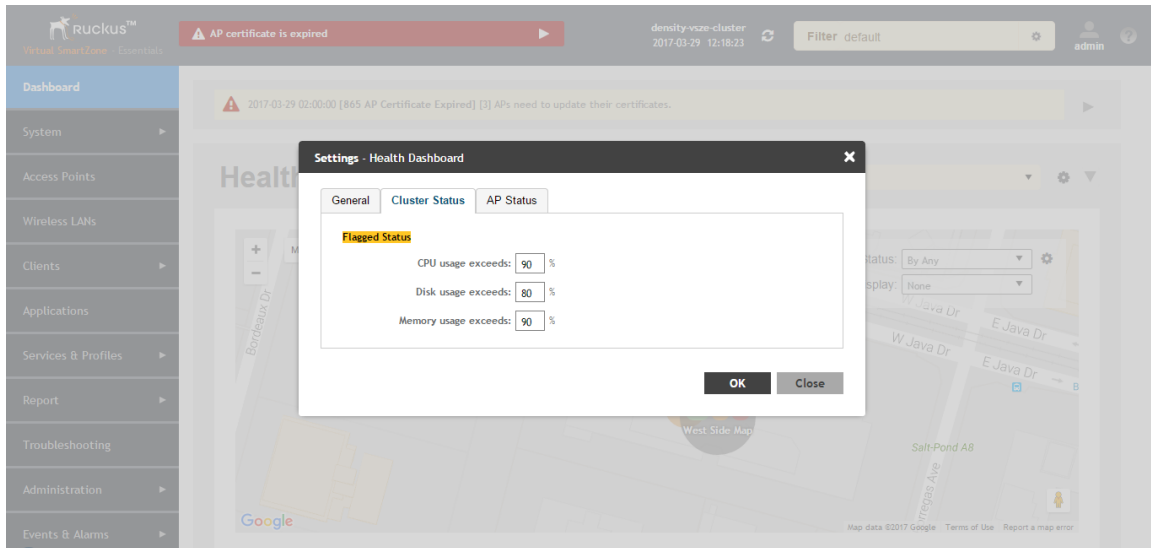 RUCKUS™
Virtual SmartZone - Essentials
AP certificate is expired
density-vsze-cluster
2017-03-29 12:18:23
Filter default
admin
?
Dashboard
2017-03-29 02:00:00 [865 AP Certificate Expired] [3] APs need to update their certificates.
System
Access Points
Wireless LANs
Clients
Applications
Services & Profiles
Report
Troubleshooting
Administration
Events & Alarms
Healt
Settings - Health Dashboard
General
Cluster Status
AP Status
Flagged Status
CPU usage exceeds: 90 %
Disk usage exceeds: 80 %
Memory usage exceeds: 90 %
OK
Close
+
M
−
tatus: By Any
splay: None
Bordeaux Dr
W Java Dr
E Java Dr
W Java Dr
E Java Dr
B
West Side Map
Salt-Pond A8
rregas Ave
Google
Map data ©2017 Google Terms of Use Report a map error